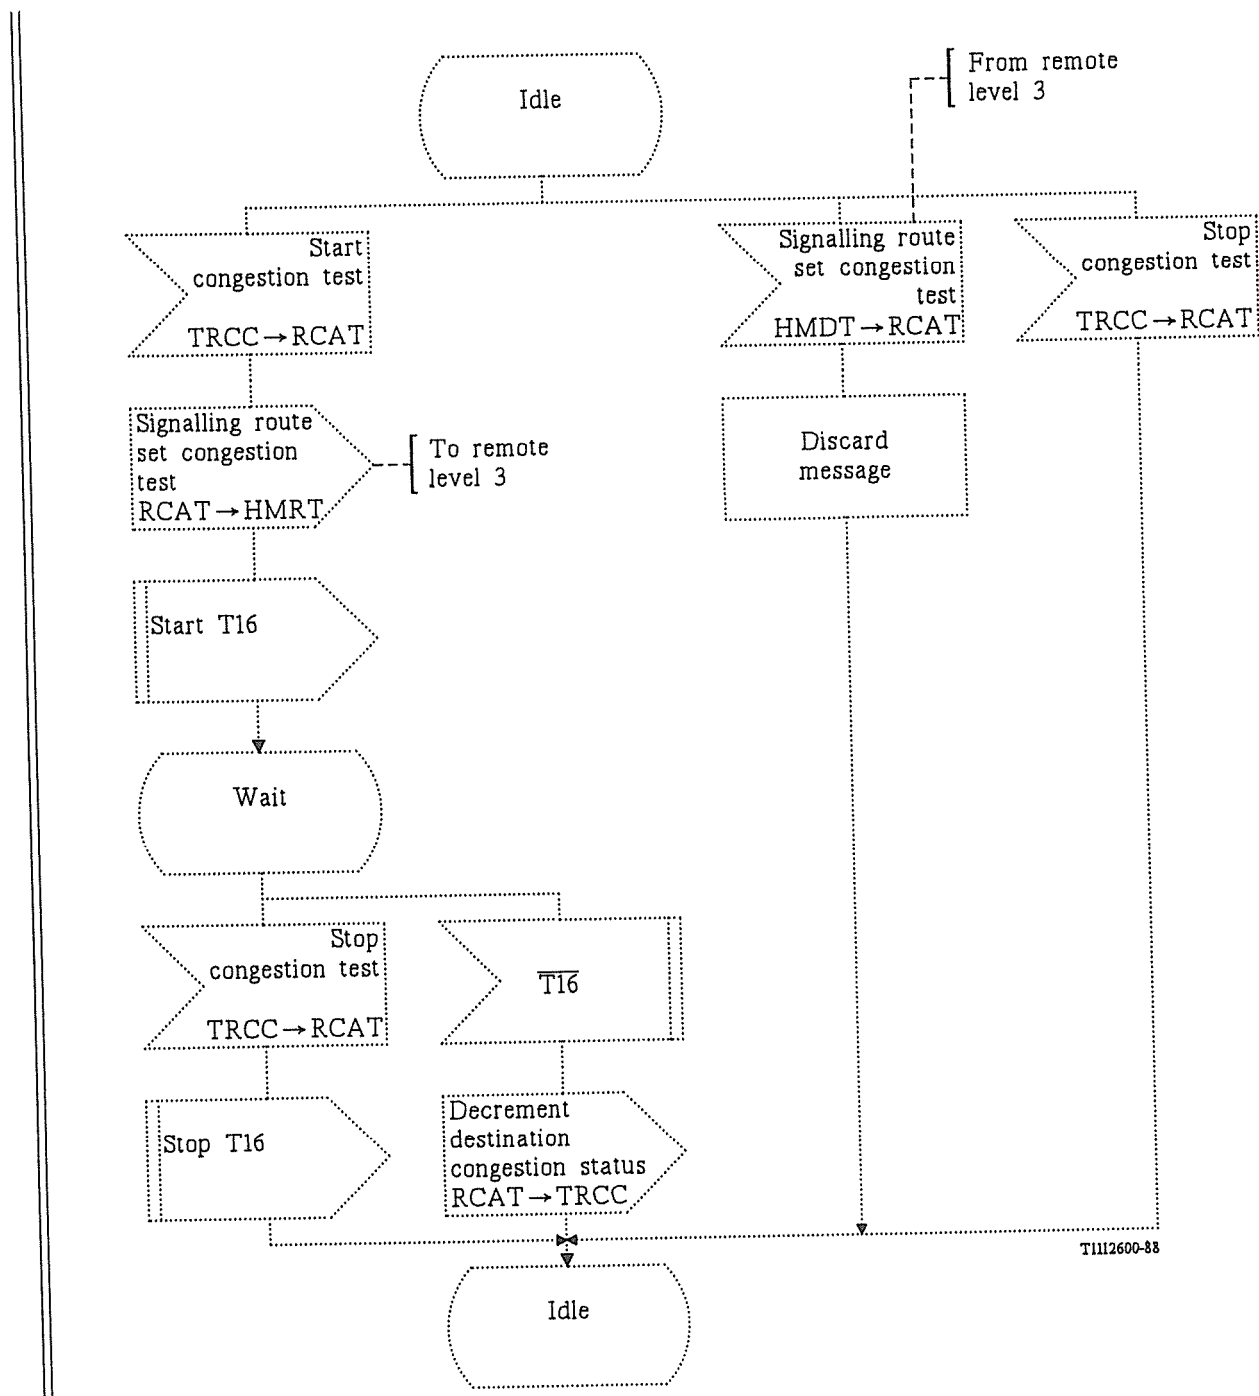 Idle
From remote
level 3
Start
congestion test
TRCC→RCAT
Signalling route
set congestion
test
HMDT→RCAT
Stop
congestion test
TRCC→RCAT
Signalling route
set congestion
test
RCAT→HMRT
To remote
level 3
Discard
message
Start T16
Wait
Stop
congestion test
TRCC→RCAT
T16
Stop T16
Decrement
destination
congestion status
RCAT→TRCC
T1112600-88
Idle